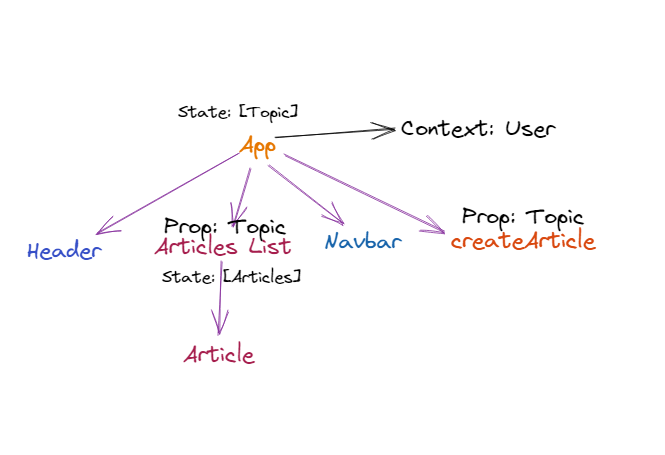 State: [Topic]
App
Context: User
Prop: Topic
Articles List
State: [Articles]
Header
Navbar
Prop: Topic
createArticle
Article